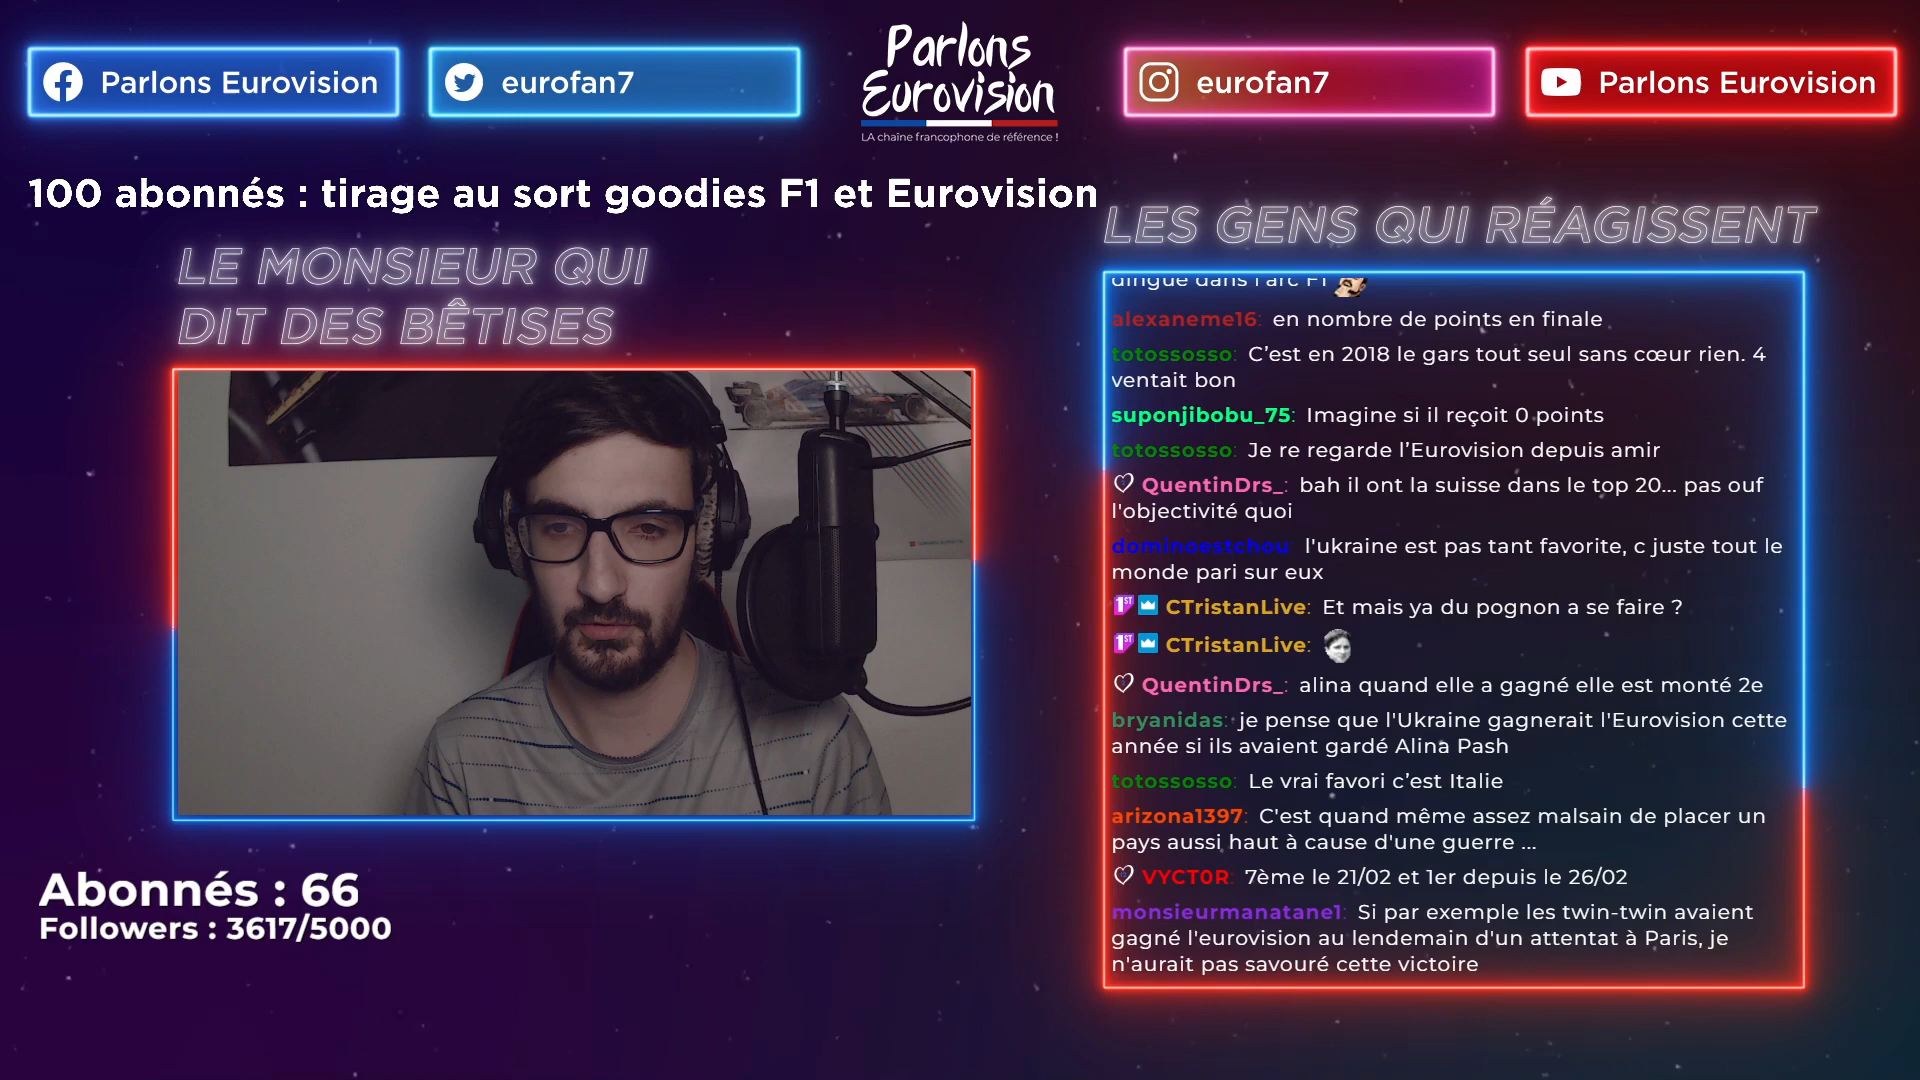 Parlons Eurovision
eurofan7
Parlons
Eurovision
LA chaîne francophone de référence !
eurofan7
Parlons Eurovision
100 abonnés : tirage au sort goodies F1 et Eurovision
LE MONSIEUR QUI
DIT DES BÊTISES
Abonnés : 66
Followers : 3617/5000
LES GENS QUI RÉAGISSENT
dingue dans l'arc F1
alexaneme16: en nombre de points en finale
totossosso: C’est en 2018 le gars tout seul sans cœur rien. 4
ventait bon
suponjibobu_75: Imagine si il reçoit 0 points
totossosso: Je re regarde l’Eurovision depuis amir
QuentinDrs_: bah il ont la suisse dans le top 20... pas ouf
l'objectivité quoi
dominoestchou: l'ukraine est pas tant favorite, c juste tout le
monde pari sur eux
1ST CTristanLive: Et mais ya du pognon a se faire ?
1ST CTristanLive:
QuentinDrs_: alina quand elle a gagné elle est monté 2e
bryanidas: je pense que l'Ukraine gagnerait l'Eurovision cette
année si ils avaient gardé Alina Pash
totossosso: Le vrai favori c’est Italie
arizona1397: C'est quand même assez malsain de placer un
pays aussi haut à cause d'une guerre ...
VYCT0R: 7ème le 21/02 et 1er depuis le 26/02
monsieurmanatane1: Si par exemple les twin-twin avaient
gagné l'eurovision au lendemain d'un attentat à Paris, je
n'aurait pas savouré cette victoire